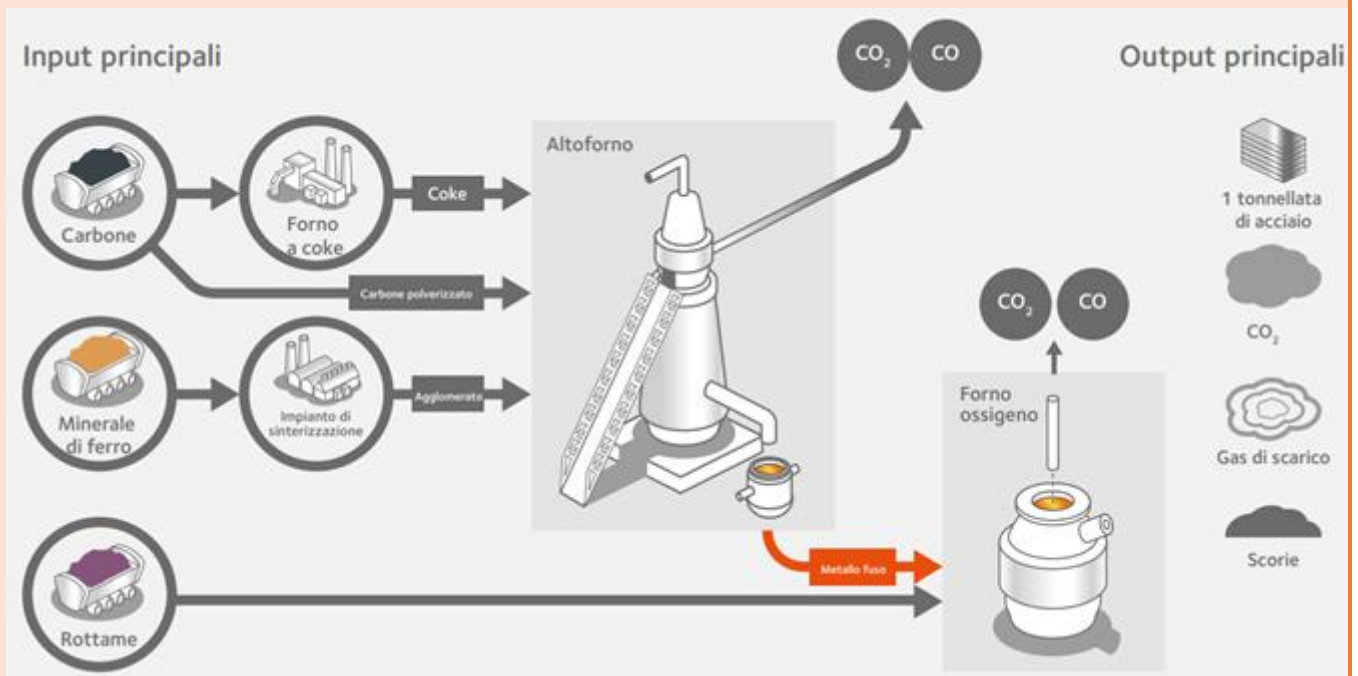 Input principali
Output principali
CO₂
CO
Carbone
Forno
a coke
Coke
Carbone polverizzato
Altoforno
Minerale
di ferro
Impianto di
sinterizzazione
Agglomerato
Rottame
Metallo fuso
CO₂
CO
Forno
ossigeno
1 tonnellata
di acciaio
CO₂
Gas di scarico
Scorie